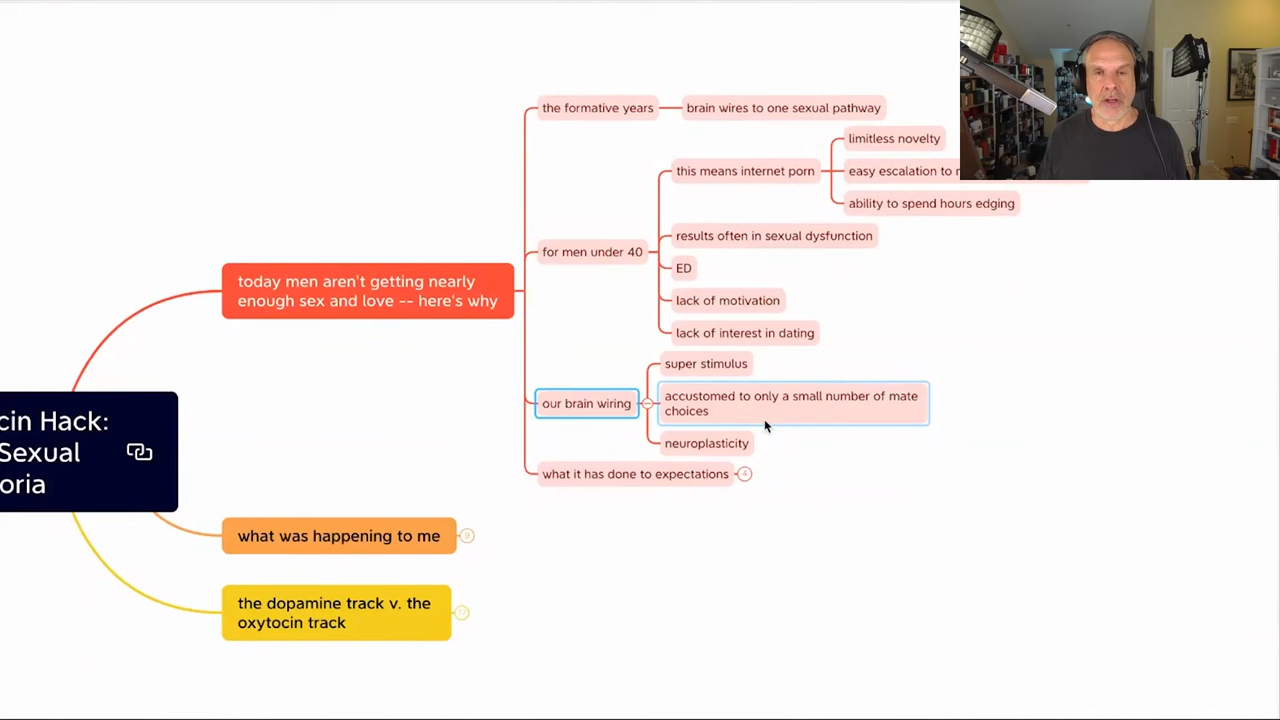 the formative years
brain wires to one sexual pathway
limitless novelty
this means internet porn
easy escalation to
ability to spend hours edging
for men under 40
results often in sexual dysfunction
ED
lack of motivation
lack of interest in dating
today men aren't getting nearly
enough sex and love -- here's why
super stimulus
our brain wiring
accustomed to only a small number of mate
choices
neuroplasticity
what it has done to expectations
4
cin Hack:
Sexual
oria
what was happening to me
9
the dopamine track v. the
oxytocin track